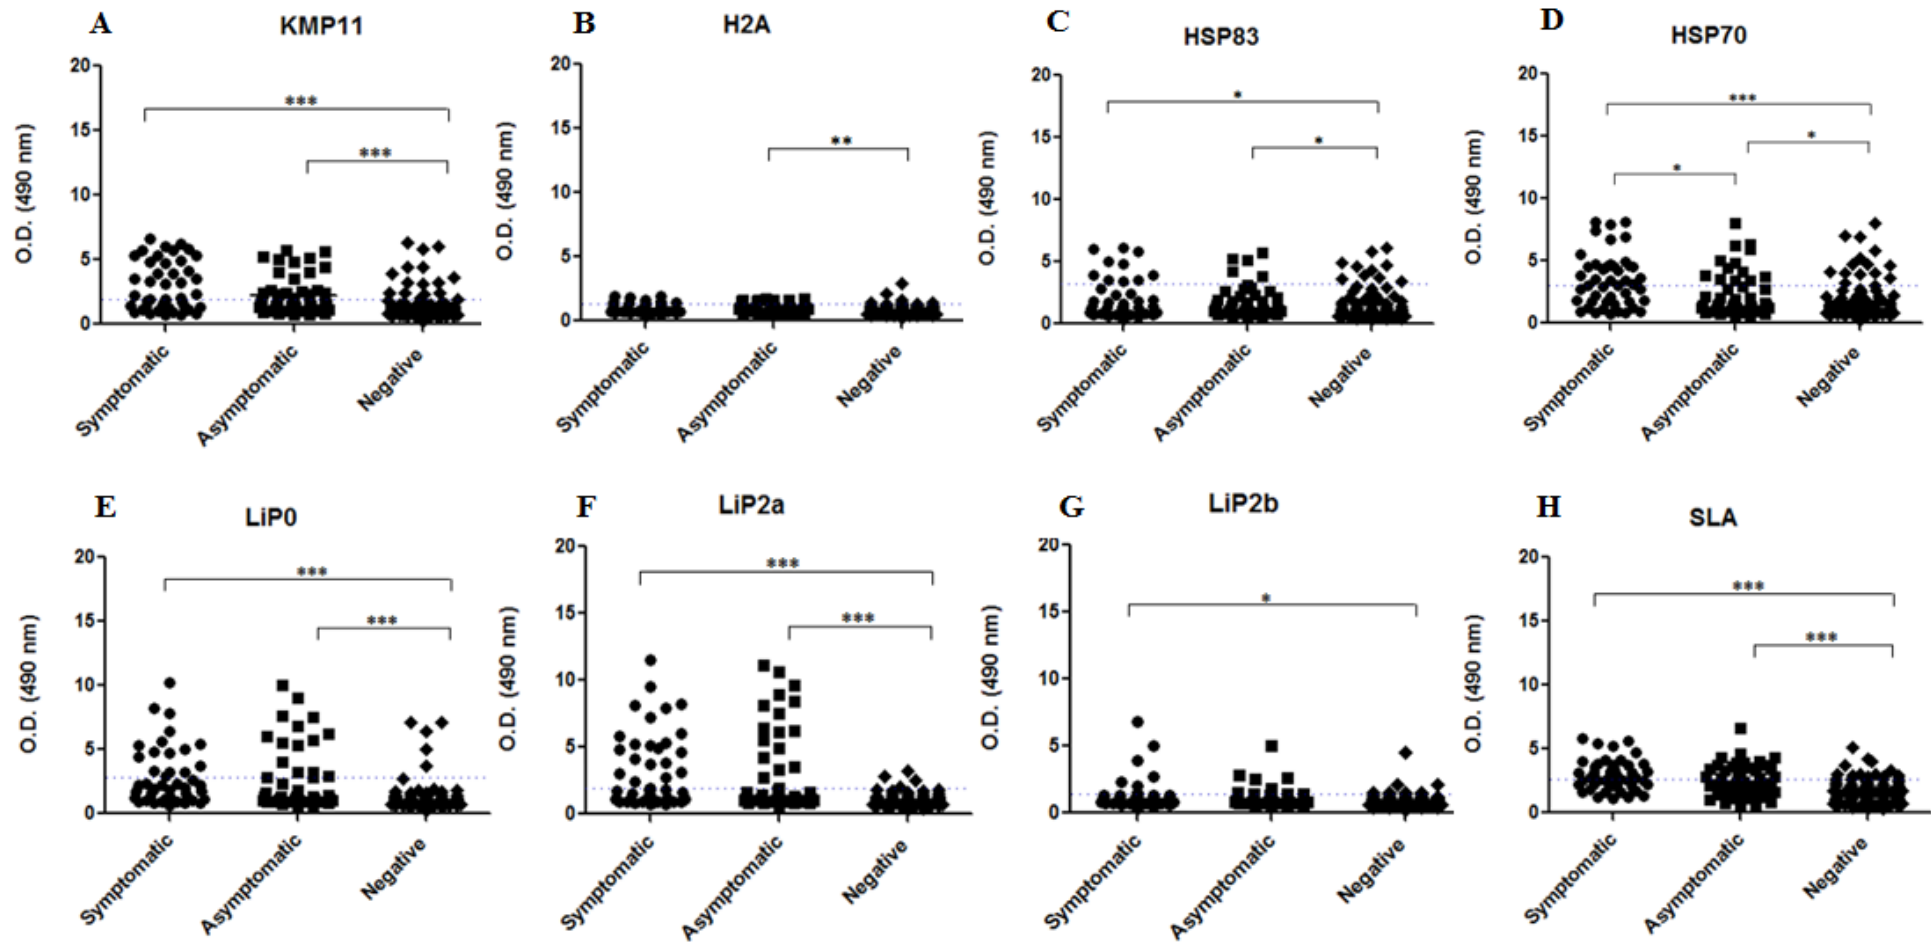 A
KMP11
O.D. (490 nm)
20
15
10
5
0
***
***
Symptomatic
Asymptomatic
Negative
B
H2A
O.D. (490 nm)
20
15
10
5
0
**
Symptomatic
Asymptomatic
Negative
C
HSP83
O.D. (490 nm)
20
15
10
5
0
*
*
Symptomatic
Asymptomatic
Negative
D
HSP70
O.D. (490 nm)
20
15
10
5
0
***
*
*
Symptomatic
Asymptomatic
Negative
E
LiP0
O.D. (490 nm)
20
15
10
5
0
***
***
Symptomatic
Asymptomatic
Negative
F
LiP2a
O.D. (490 nm)
20
15
10
5
0
***
***
Symptomatic
Asymptomatic
Negative
G
LiP2b
O.D. (490 nm)
20
15
10
5
0
*
Symptomatic
Asymptomatic
Negative
H
SLA
O.D. (490 nm)
20
15
10
5
0
***
***
Symptomatic
Asymptomatic
Negative